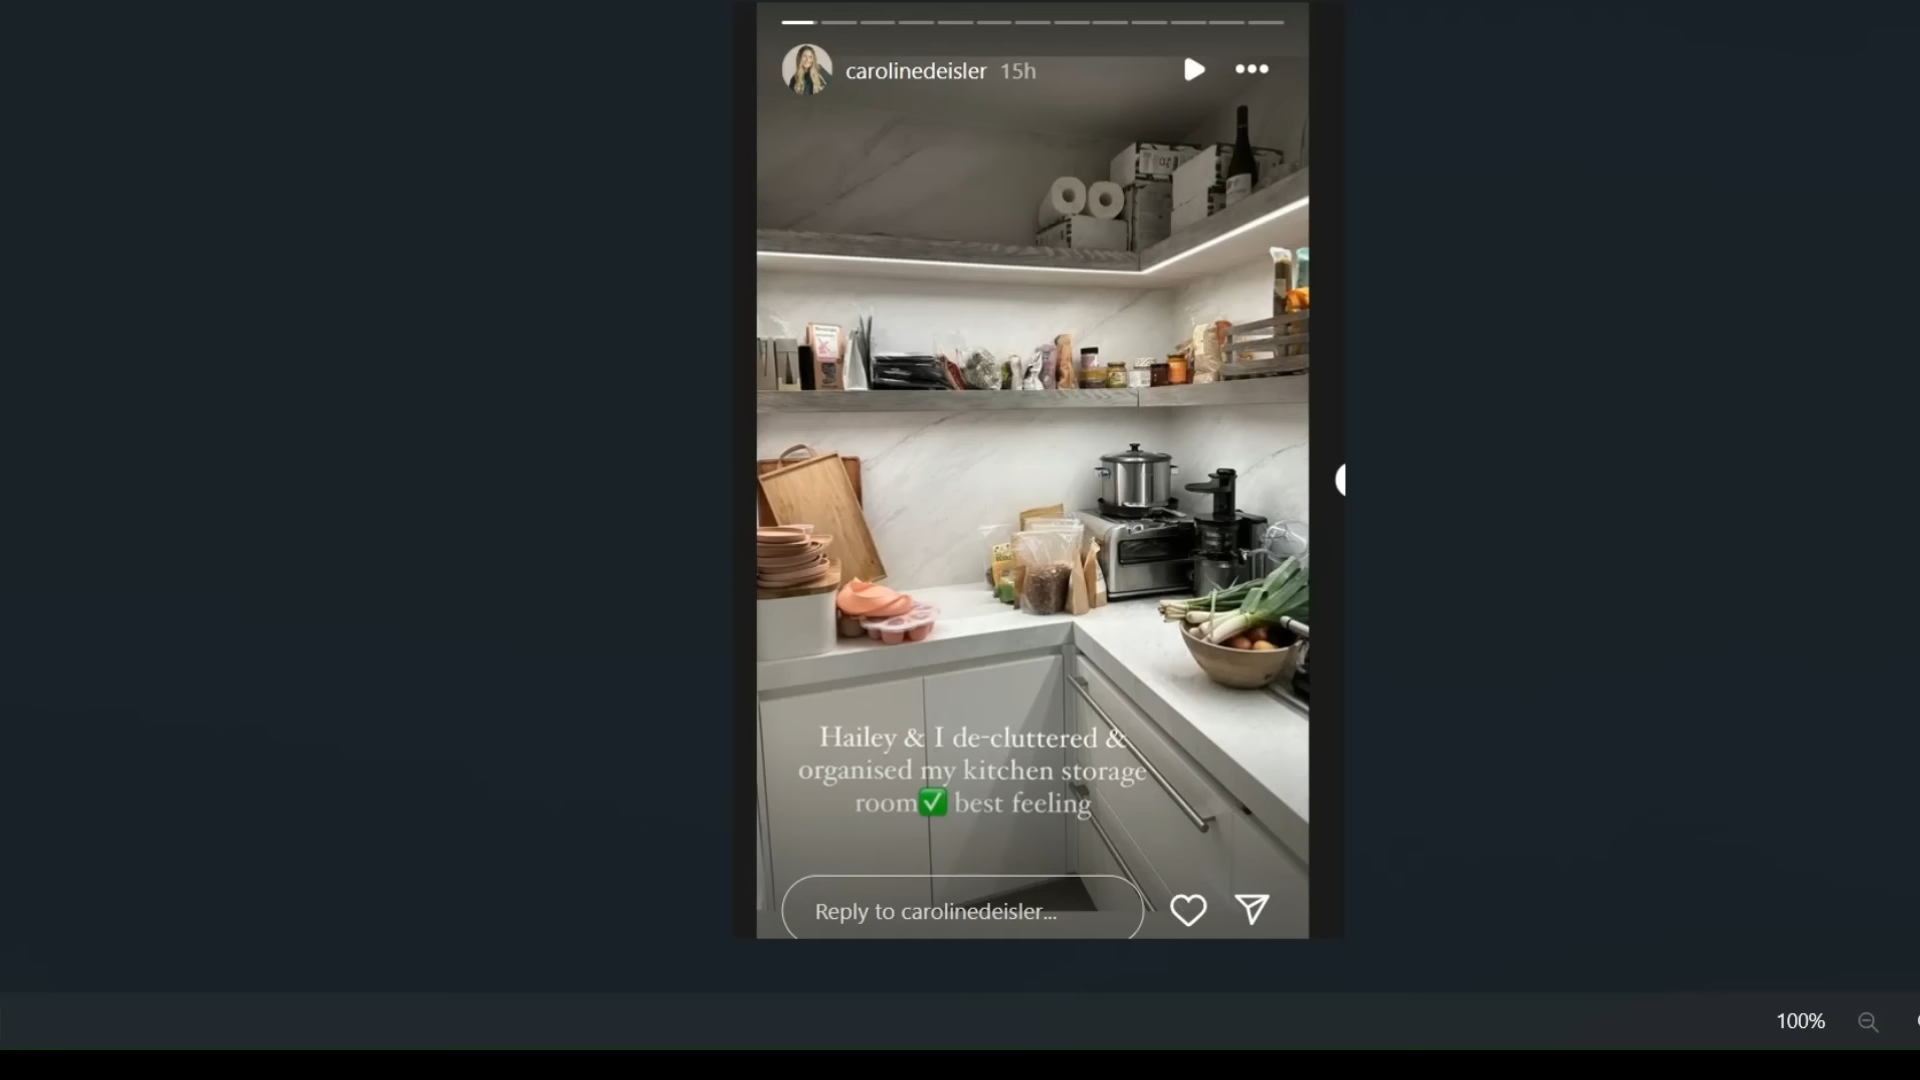 carolinedeisler 15h
Hailey & I de-cluttered &
organised my kitchen storage
room✅ best feeling
Reply to carolinedeisler...
100%